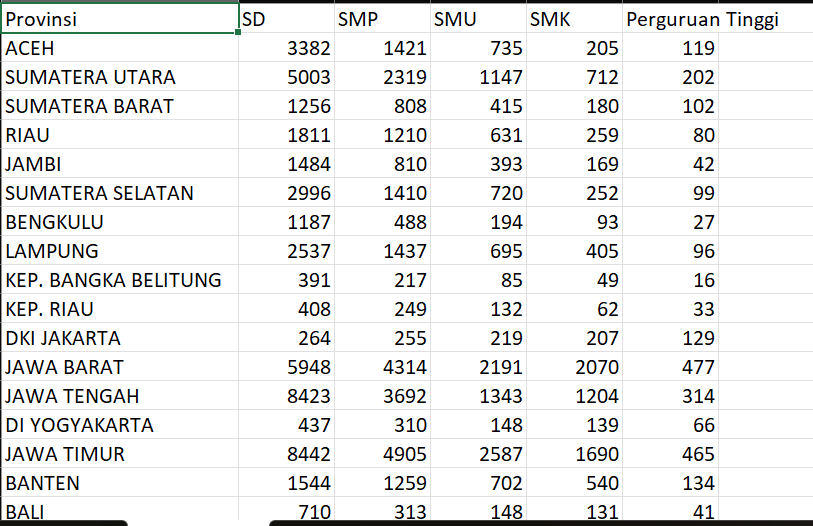 Provinsi SD SMP SMU SMK Perguruan Tinggi
ACEH 3382 1421 735 205 119
SUMATERA UTARA 5003 2319 1147 712 202
SUMATERA BARAT 1256 808 415 180 102
RIAU 1811 1210 631 259 80
JAMBI 1484 810 393 169 42
SUMATERA SELATAN 2996 1410 720 252 99
BENGKULU 1187 488 194 93 27
LAMPUNG 2537 1437 695 405 96
KEP. BANGKA BELITUNG 391 217 85 49 16
KEP. RIAU 408 249 132 62 33
DKI JAKARTA 264 255 219 207 129
JAWA BARAT 5948 4314 2191 2070 477
JAWA TENGAH 8423 3692 1343 1204 314
DI YOGYAKARTA 437 310 148 139 66
JAWA TIMUR 8442 4905 2587 1690 465
BANTEN 1544 1259 702 540 134
BALI 710 313 148 131 41